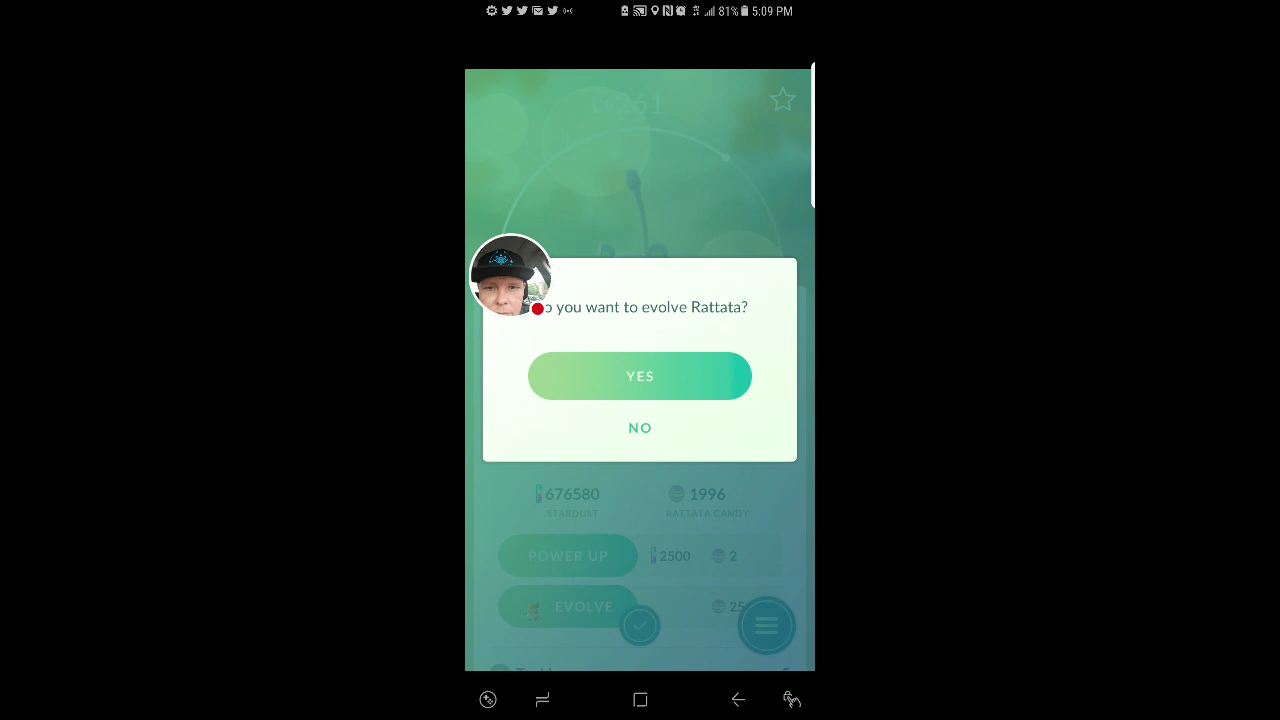 81% 5:09 PM
CP261
o you want to evolve Rattata?
YES
NO
676580 1996
STARDUST RATTATA CANDY
POWER UP 2500 2
EVOLVE 25